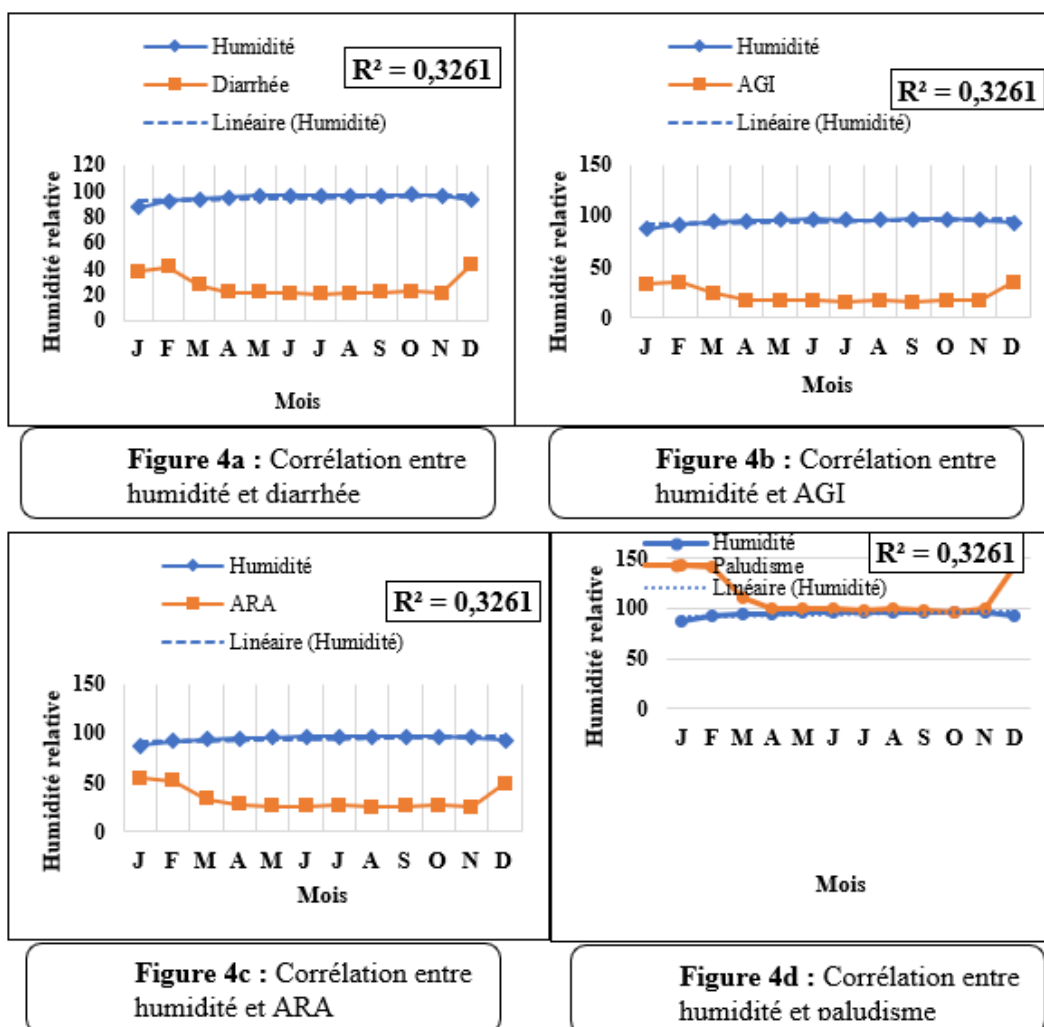 Humidité
Diarrhée
Linéaire (Humidité)
R² = 0,3261
Humidité relative
120
100
80
60
40
20
0
J F M A M J J A S O N D
Mois
Figure 4a : Corrélation entre
humidité et diarrhée
Humidité
AGI
Linéaire (Humidité)
R² = 0,3261
Humidité relative
150
100
50
0
J F M A M J J A S O N D
Mois
Figure 4b : Corrélation entre
humidité et AGI
Humidité
ARA
Linéaire (Humidité)
R² = 0,3261
Humidité relative
150
100
50
0
J F M A M J J A S O N D
Mois
Figure 4c : Corrélation entre
humidité et ARA
Humidité
Paludisme
Linéaire (Humidité)
R² = 0,3261
Humidité relative
150
100
50
0
J F M A M J J A S O N D
Mois
Figure 4d : Corrélation entre
humidité et paludisme